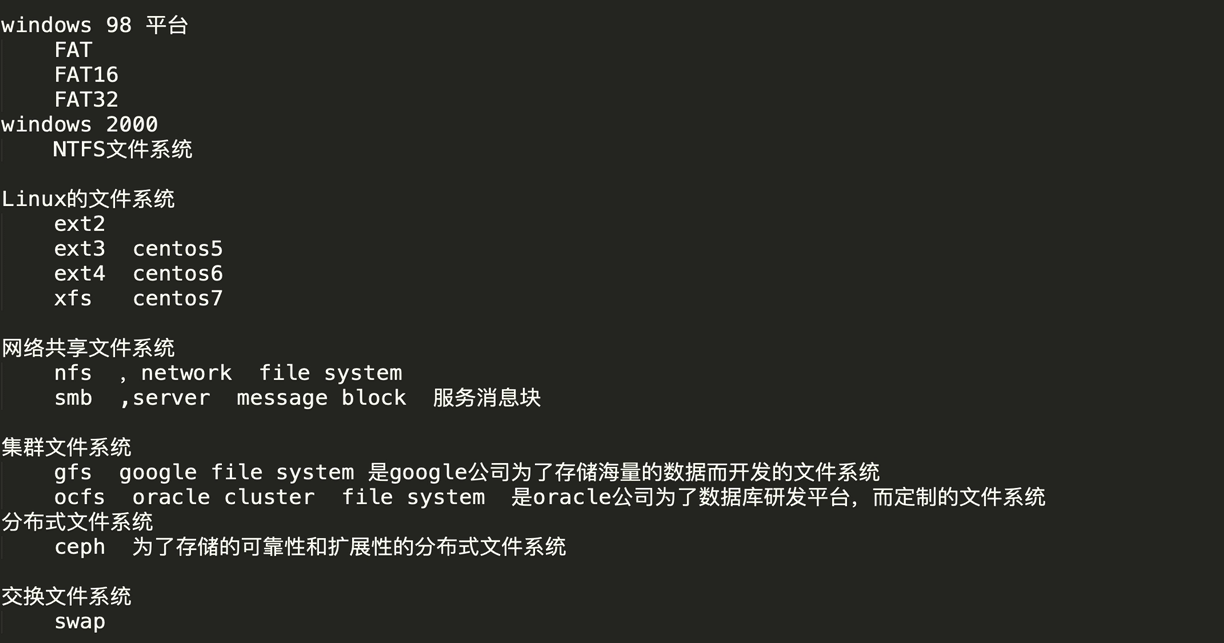 windows 98 平台
FAT
FAT16
FAT32
windows 2000
NTFS文件系统
Linux的文件系统
ext2
ext3  centos5
ext4  centos6
xfs   centos7
网络共享文件系统
nfs  ，network  file system
smb  ,server  message block  服务消息块
集群文件系统
gfs  google file system 是google公司为了存储海量的数据而开发的文件系统
ocfs  oracle cluster  file system  是oracle公司为了数据库研发平台，而定制的文件系统
分布式文件系统
ceph  为了存储的可靠性和扩展性的分布式文件系统
交换文件系统
swap